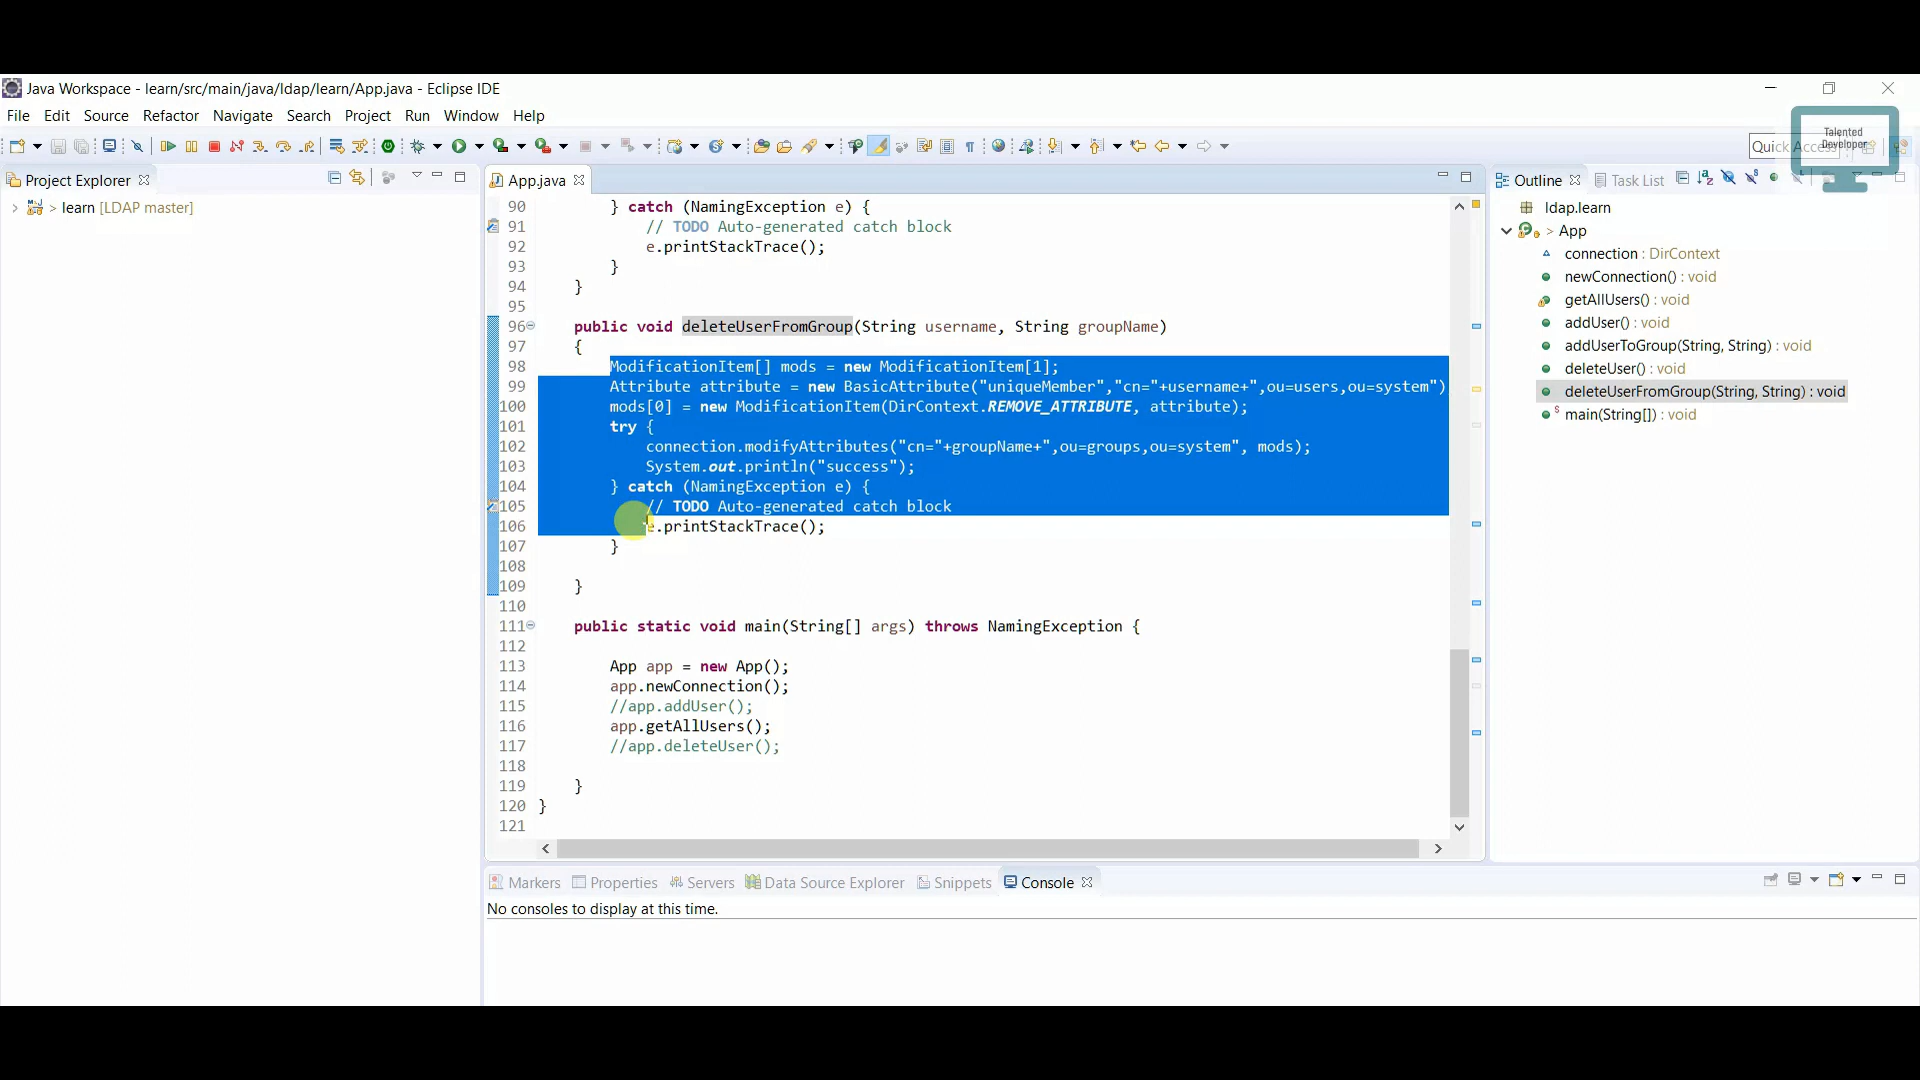 Java Workspace - learn/src/main/java/ldap/learn/App.java - Eclipse IDE
File Edit Source Refactor Navigate Search Project Run Window Help
Talented
Developer
Quick Access
Project Explorer
learn [LDAP master]
App.java
90 } catch (NamingException e) {
91 // TODO Auto-generated catch block
92 e.printStackTrace();
93 }
94 }
95
96 public void deleteUserFromGroup(String username, String groupName)
97 {
98 ModificationItem[] mods = new ModificationItem[1];
99 Attribute attribute = new BasicAttribute("uniqueMember","cn="+username+",ou=users,ou=system")
100 mods[0] = new ModificationItem(DirContext.REMOVE_ATTRIBUTE, attribute);
101 try {
102 connection.modifyAttributes("cn="+groupName+",ou=groups,ou=system", mods);
103 System.out.println("success");
104 } catch (NamingException e) {
105 // TODO Auto-generated catch block
106 e.printStackTrace();
107 }
108
109 }
110
111 public static void main(String[] args) throws NamingException {
112
113 App app = new App();
114 app.newConnection();
115 //app.addUser();
116 app.getAllUsers();
117 //app.deleteUser();
118
119 }
120 }
121
Outline Task List
ldap.learn
> App
connection : DirContext
newConnection() : void
getAllUsers() : void
addUser() : void
addUserToGroup(String, String) : void
deleteUser() : void
deleteUserFromGroup(String, String) : void
main(String[]) : void
Markers Properties Servers Data Source Explorer Snippets Console
No consoles to display at this time.